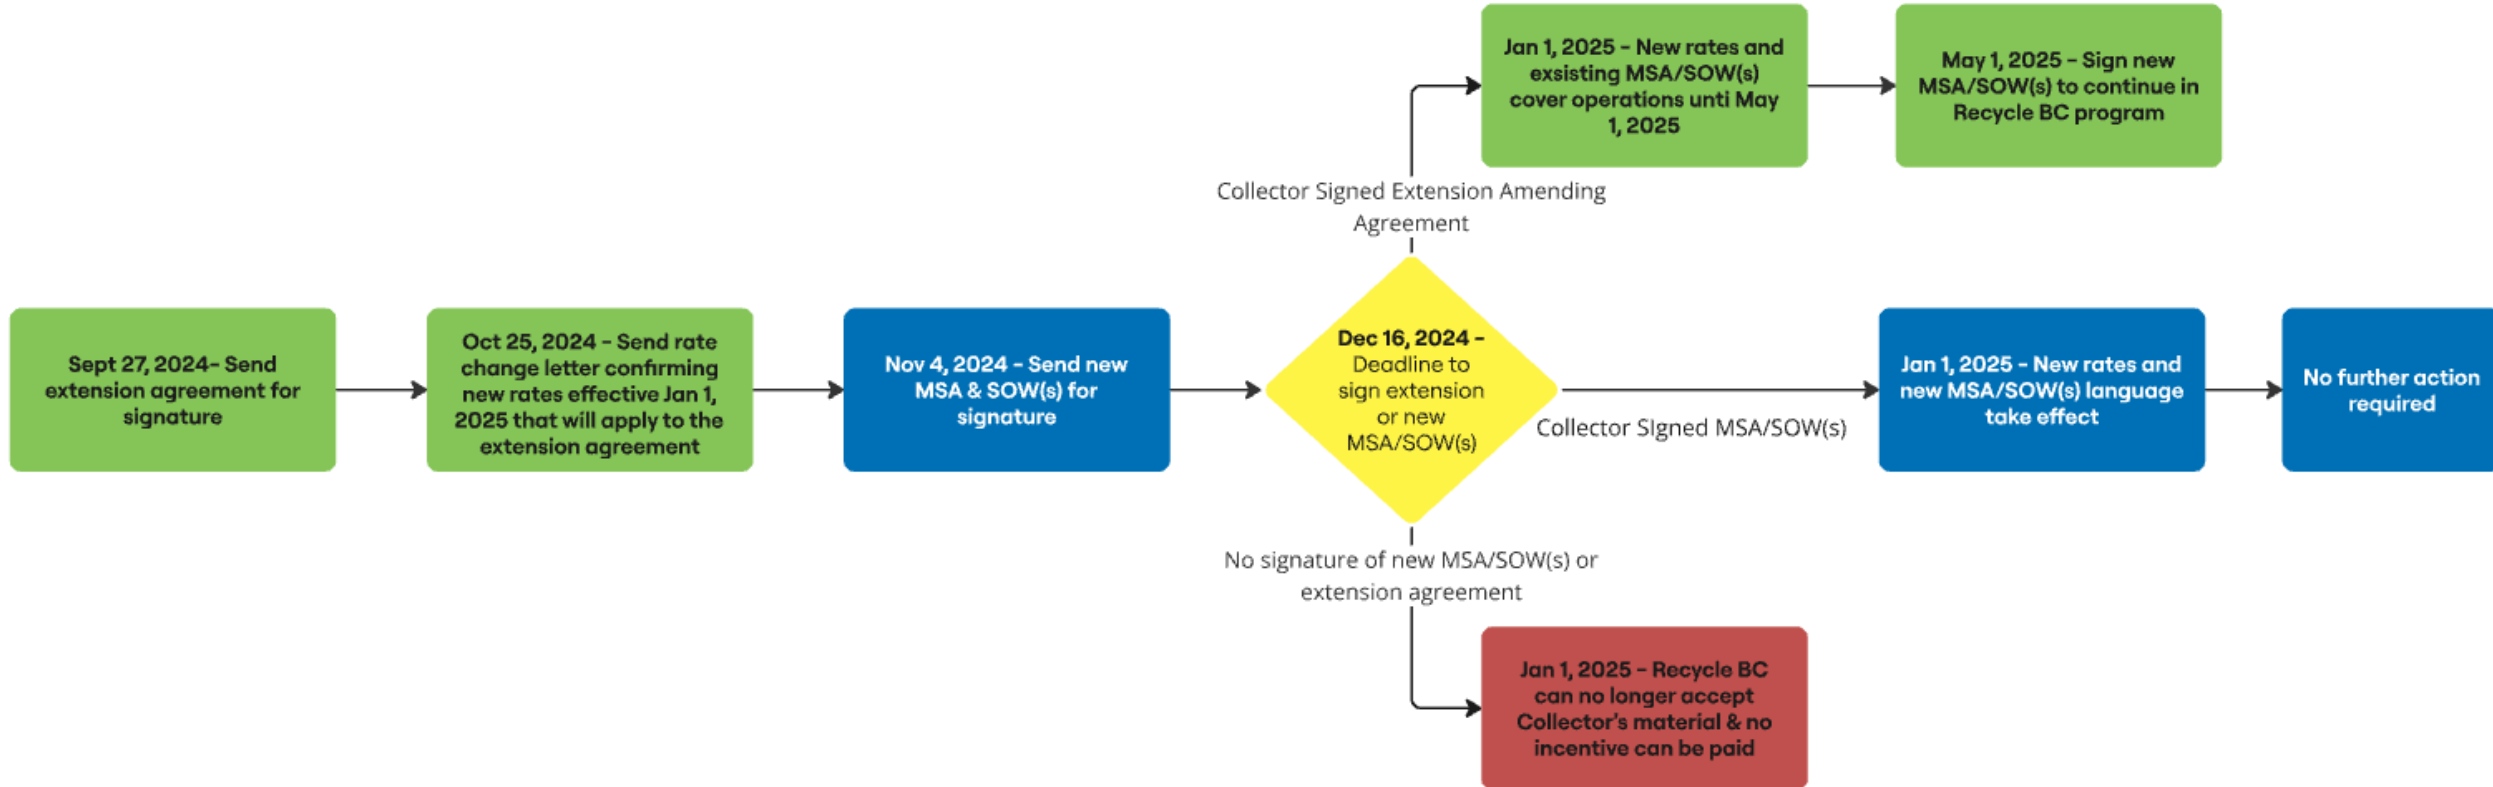 Sept 27, 2024– Send
extension agreement for
signature
Oct 25, 2024 – Send rate
change letter confirming
new rates effective Jan 1,
2025 that will apply to the
extension agreement
Nov 4, 2024 – Send new
MSA & SOW(s) for
signature
Dec 16, 2024 –
Deadline to
sign extension
or new
MSA/SOW(s)
Collector Signed Extension Amending
Agreement
Jan 1, 2025 – New rates and
exsisting MSA/SOW(s)
cover operations unti May
1, 2025
May 1, 2025 – Sign new
MSA/SOW(s) to continue in
Recycle BC program
Collector SIgned MSA/SOW(s)
Jan 1, 2025 – New rates and
new MSA/SOW(s) language
take effect
No further action
required
No signature of new MSA/SOW(s) or
extension agreement
Jan 1, 2025 – Recycle BC
can no longer accept
Collector's material & no
incentive can be paid